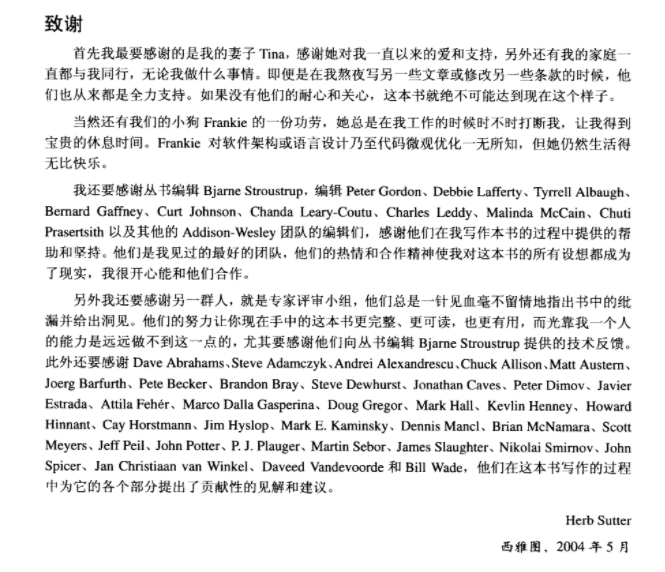 致谢
首先我最要感谢的是我的妻子 Tina，感谢她对我一直以来的爱和支持，另外还有我的家庭一
直都与我同行，无论我做什么事情。即便是在我熬夜写另一些文章或修改另一些条款的时候，他
们也从来都是全力支持。如果没有他们的耐心和关心，这本书就绝不可能达到现在这个样子。
当然还有我们的小狗 Frankie 的一份功劳，她总是在我工作的时候时不时打断我，让我得到
宝贵的休息时间。Frankie 对软件架构或语言设计乃至代码微观优化一无所知，但她仍然生活得
无比快乐。
我还要感谢丛书编辑 Bjarne Stroustrup，编辑 Peter Gordon、Debbie Lafferty、Tyrrell Albaugh、
Bernard Gaffney、Curt Johnson、Chanda Leary-Coutu、Charles Leddy、Malinda McCain、Chuti
Prasertsith 以及其他的 Addison-Wesley 团队的编辑们，感谢他们在我写作本书的过程中提供的帮
助和坚持。他们是我见过的最好的团队，他们的热情和合作精神使我对这本书的所有设想都成为
了现实，我很开心能和他们合作。
另外我还要感谢另一群人，就是专家评审小组，他们总是一针见血毫不留情地指出书中的纰
漏并给出洞见。他们的努力让你现在手中的这本书更完整、更可读，也更有用，而光靠我一个人
的能力是远远做不到这一点的，尤其要感谢他们向丛书编辑 Bjarne Stroustrup 提供的技术反馈。
此外还要感谢 Dave Abrahams、Steve Adamczyk、Andrei Alexandrescu、Chuck Allison、Matt Austern、
Joerg Barfurth、Pete Becker、Brandon Bray、Steve Dewhurst、Jonathan Caves、Peter Dimov、Javier
Estrada、Attila Fehér、Marco Dalla Gasperina、Doug Gregor、Mark Hall、Kevlin Henney、Howard
Hinnant、Cay Horstmann、Jim Hyslop、Mark E. Kaminsky、Dennis Mancl、Brian McNamara、Scott
Meyers、Jeff Peil、John Potter、P. J. Plauger、Martin Sebor、James Slaughter、Nikolai Smirnov、John
Spicer、Jan Christiaan van Winkel、Daveed Vandevoorde 和 Bill Wade，他们在这本书写作的过程
中为它的各个部分提出了贡献性的见解和建议。
Herb Sutter
西雅图，2004 年 5 月